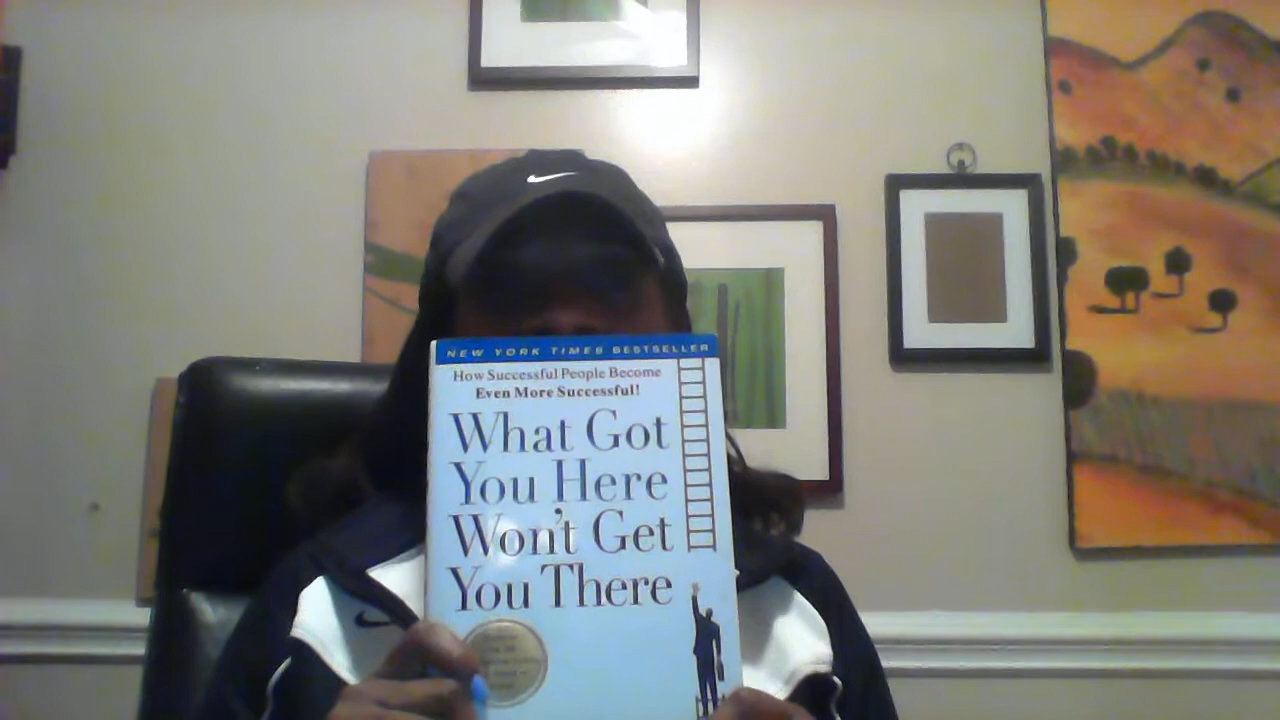 NEW YORK TIMES BESTSELLER
How Successful People Become
Even More Successful!
What Got
You Here
Won't Get
You There